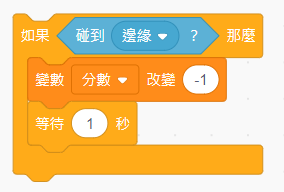 如果 碰到 邊緣 ? 那麼
變數 分數 改變 -1
等待 1 秒